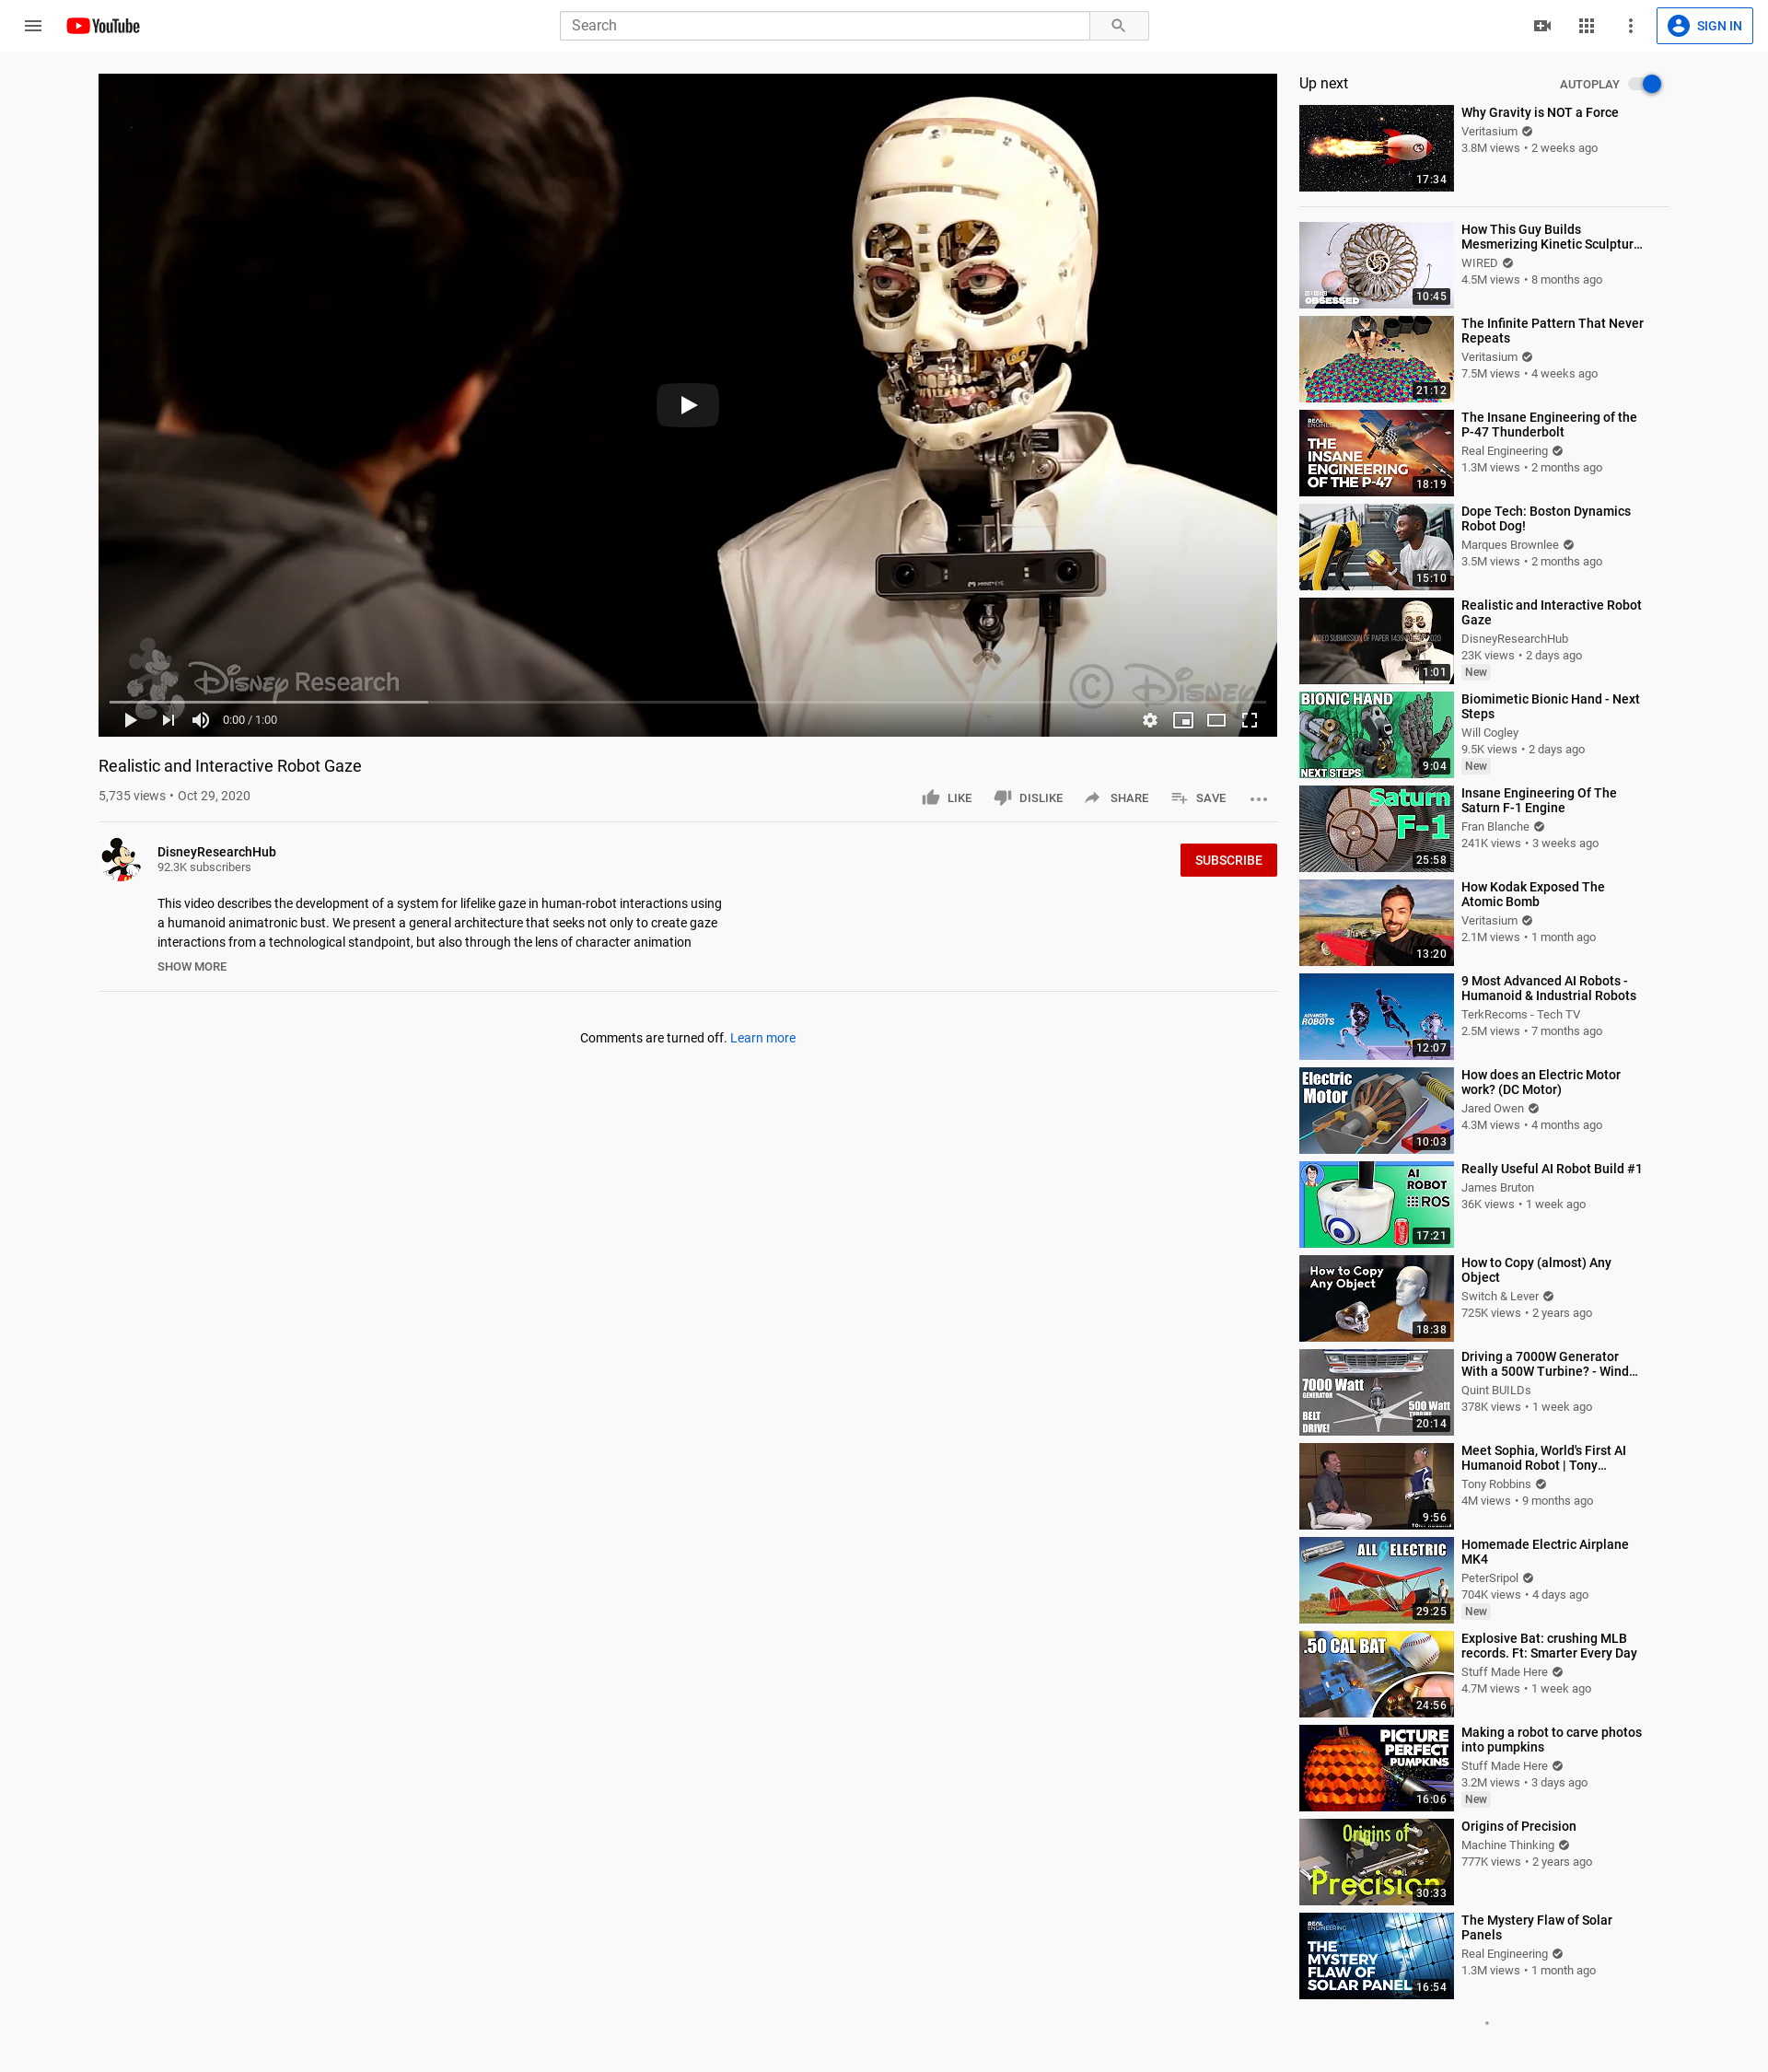 YouTube
Search
SIGN IN
Disney Research
© Disney
MYNT EYE
0:00 / 1:00
Realistic and Interactive Robot Gaze
5,735 views • Oct 29, 2020
LIKE
DISLIKE
SHARE
SAVE
DisneyResearchHub
92.3K subscribers
SUBSCRIBE
This video describes the development of a system for lifelike gaze in human-robot interactions using
a humanoid animatronic bust. We present a general architecture that seeks not only to create gaze
interactions from a technological standpoint, but also through the lens of character animation
SHOW MORE
Comments are turned off. Learn more
Up next
AUTOPLAY
17:34
Why Gravity is NOT a Force
Veritasium
3.8M views • 2 weeks ago
OBSESSED
10:45
How This Guy Builds
Mesmerizing Kinetic Sculptur...
WIRED
4.5M views • 8 months ago
21:12
The Infinite Pattern That Never
Repeats
Veritasium
7.5M views • 4 weeks ago
REAL
ENGINEERING
THE
INSANE
ENGINEERING
OF THE P-47
18:19
The Insane Engineering of the
P-47 Thunderbolt
Real Engineering
1.3M views • 2 months ago
15:10
Dope Tech: Boston Dynamics
Robot Dog!
Marques Brownlee
3.5M views • 2 months ago
VIDEO SUBMISSION OF PAPER 1439
2020
1:01
Realistic and Interactive Robot
Gaze
DisneyResearchHub
23K views • 2 days ago
New
BIONIC HAND
NEXT STEPS
9:04
Biomimetic Bionic Hand - Next
Steps
Will Cogley
9.5K views • 2 days ago
New
Saturn
F-1
25:58
Insane Engineering Of The
Saturn F-1 Engine
Fran Blanche
241K views • 3 weeks ago
13:20
How Kodak Exposed The
Atomic Bomb
Veritasium
2.1M views • 1 month ago
ADVANCED
ROBOTS
12:07
9 Most Advanced AI Robots -
Humanoid & Industrial Robots
TerkRecoms - Tech TV
2.5M views • 7 months ago
Electric
Motor
10:03
How does an Electric Motor
work? (DC Motor)
Jared Owen
4.3M views • 4 months ago
AI
ROBOT
ROS
17:21
Really Useful AI Robot Build #1
James Bruton
36K views • 1 week ago
How to Copy
Any Object
18:38
How to Copy (almost) Any
Object
Switch & Lever
725K views • 2 years ago
7000 Watt
GENERATOR
500 Watt
TURBINE
BELT
DRIVE!
20:14
Driving a 7000W Generator
With a 500W Turbine? - Wind...
Quint BUILDs
378K views • 1 week ago
9:56
Meet Sophia, World's First AI
Humanoid Robot | Tony...
Tony Robbins
4M views • 9 months ago
ALL ELECTRIC
29:25
Homemade Electric Airplane
MK4
PeterSripol
704K views • 4 days ago
New
.50 CAL BAT
24:56
Explosive Bat: crushing MLB
records. Ft: Smarter Every Day
Stuff Made Here
4.7M views • 1 week ago
PICTURE
PERFECT
PUMPKINS
16:06
Making a robot to carve photos
into pumpkins
Stuff Made Here
3.2M views • 3 days ago
New
Origins of
Precision
30:33
Origins of Precision
Machine Thinking
777K views • 2 years ago
REAL
ENGINEERING
THE
MYSTERY
FLAW OF
SOLAR PANEL
16:54
The Mystery Flaw of Solar
Panels
Real Engineering
1.3M views • 1 month ago